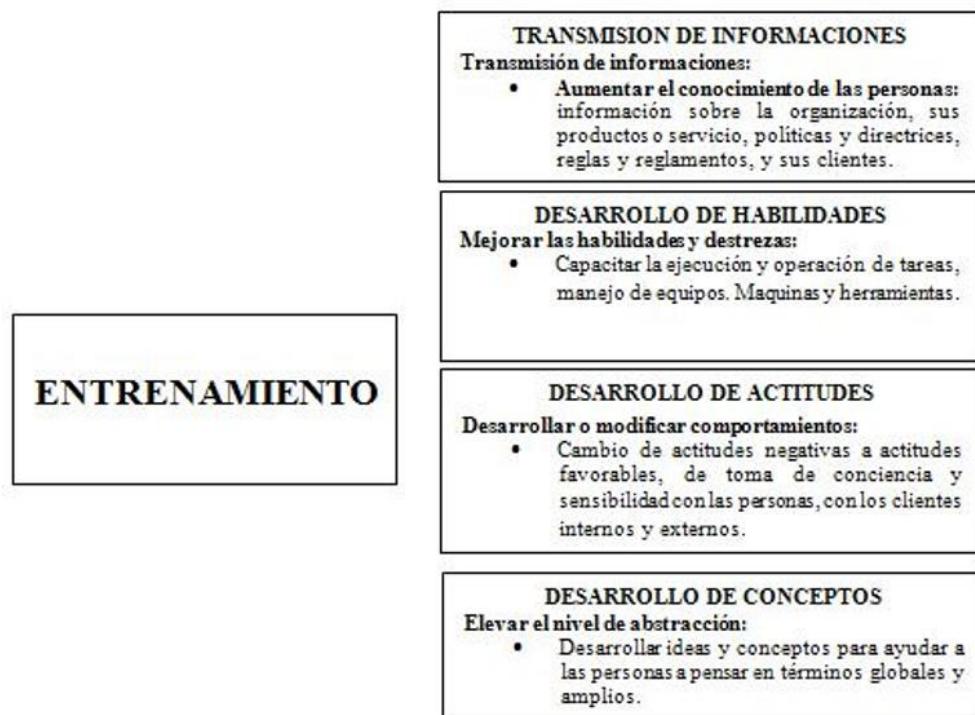 TRANSMISION DE INFORMACIONES
Transmisión de informaciones:
• Aumentar el conocimiento de las personas:
información sobre la organización, sus
productos o servicio, políticas y directrices,
reglas y reglamentos, y sus clientes.
DESARROLLO DE HABILIDADES
Mejorar las habilidades y destrezas:
• Capacitar la ejecución y operación de tareas,
manejo de equipos. Maquinas y herramientas.
ENTRENAMIENTO
DESARROLLO DE ACTITUDES
Desarrollar o modificar comportamientos:
• Cambio de actitudes negativas a actitudes
favorables, de toma de conciencia y
sensibilidad con las personas, con los clientes
internos y externos.
DESARROLLO DE CONCEPTOS
Elevar el nivel de abstracción:
• Desarrollar ideas y conceptos para ayudar a
las personas a pensar en términos globales y
amplios.